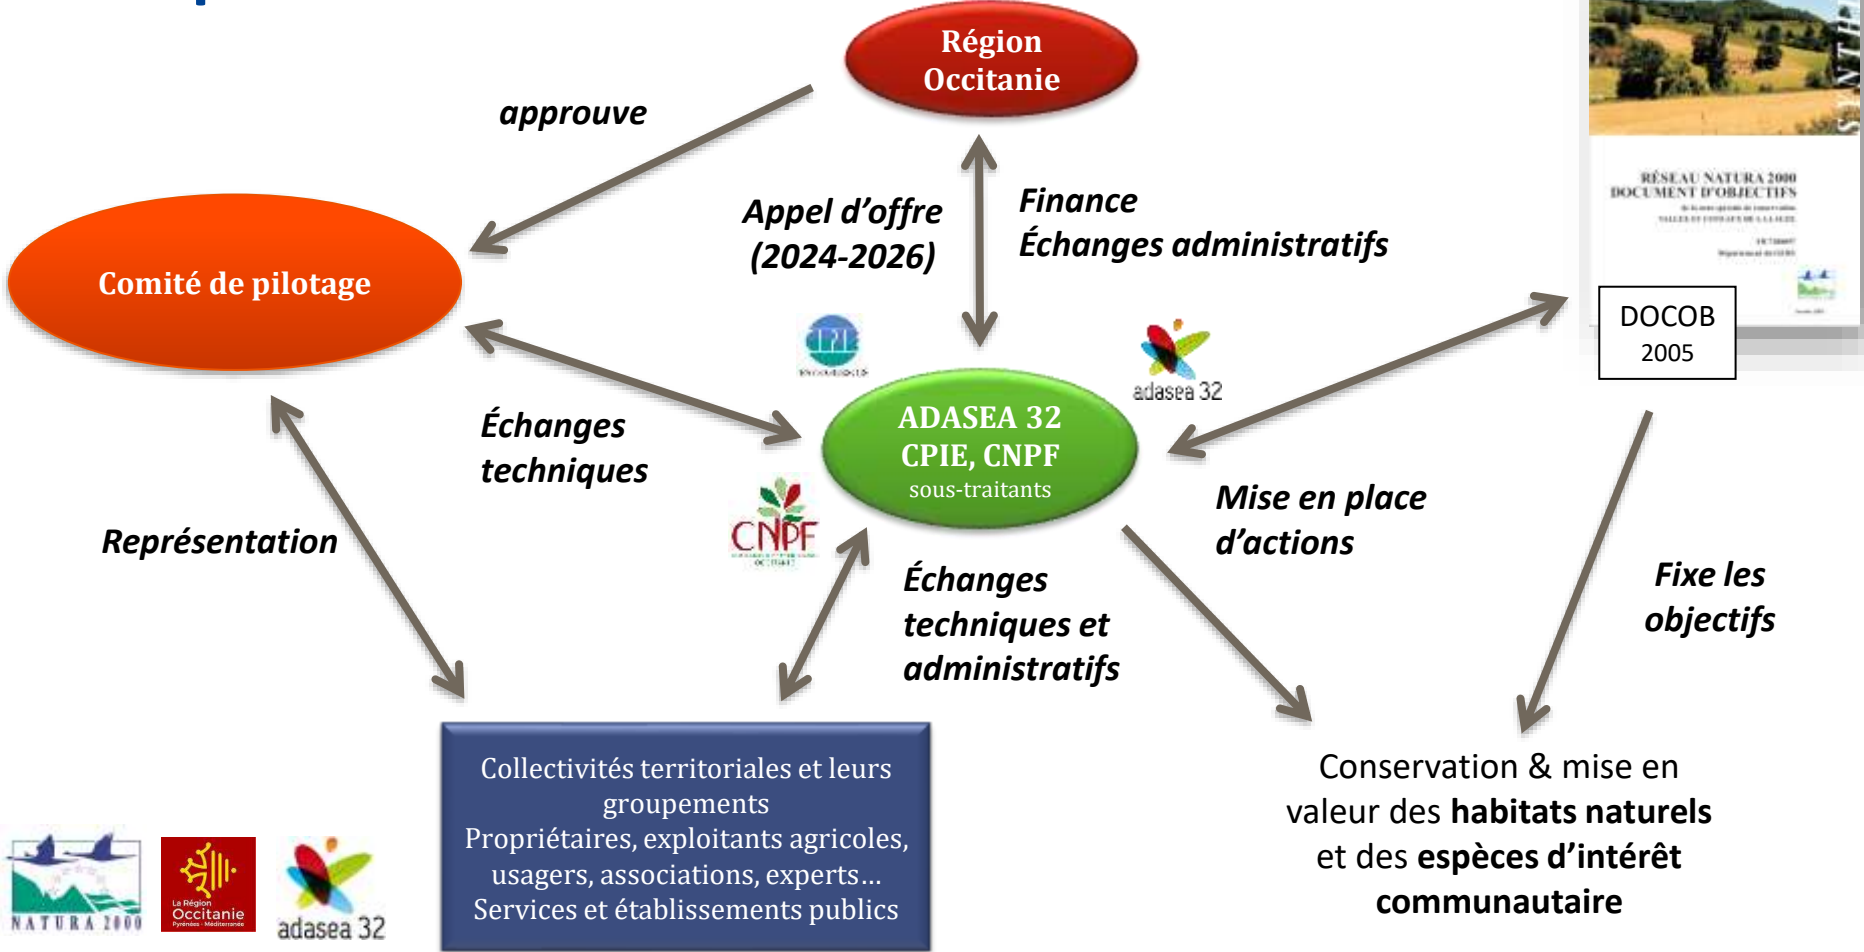 Région
Occitanie
approuve
Comité de pilotage
Appel d’offre
(2024-2026)
Finance
Échanges administratifs
RÉSEAU NATURA 2000
DOCUMENT D'OBJECTIFS
DOCOB
2005
adasea 32
ADASEA 32
CPIE, CNPF
sous-traitants
Échanges
techniques
CNPF
Représentation
Échanges
techniques et
administratifs
Mise en place
d’actions
Fixe les
objectifs
Collectivités territoriales et leurs
groupements
Propriétaires, exploitants agricoles,
usagers, associations, experts…
Services et établissements publics
Conservation & mise en
valeur des habitats naturels
et des espèces d’intérêt
communautaire
NATURA 2000
La Région
Occitanie
Pyrénées - Méditerranée
adasea 32